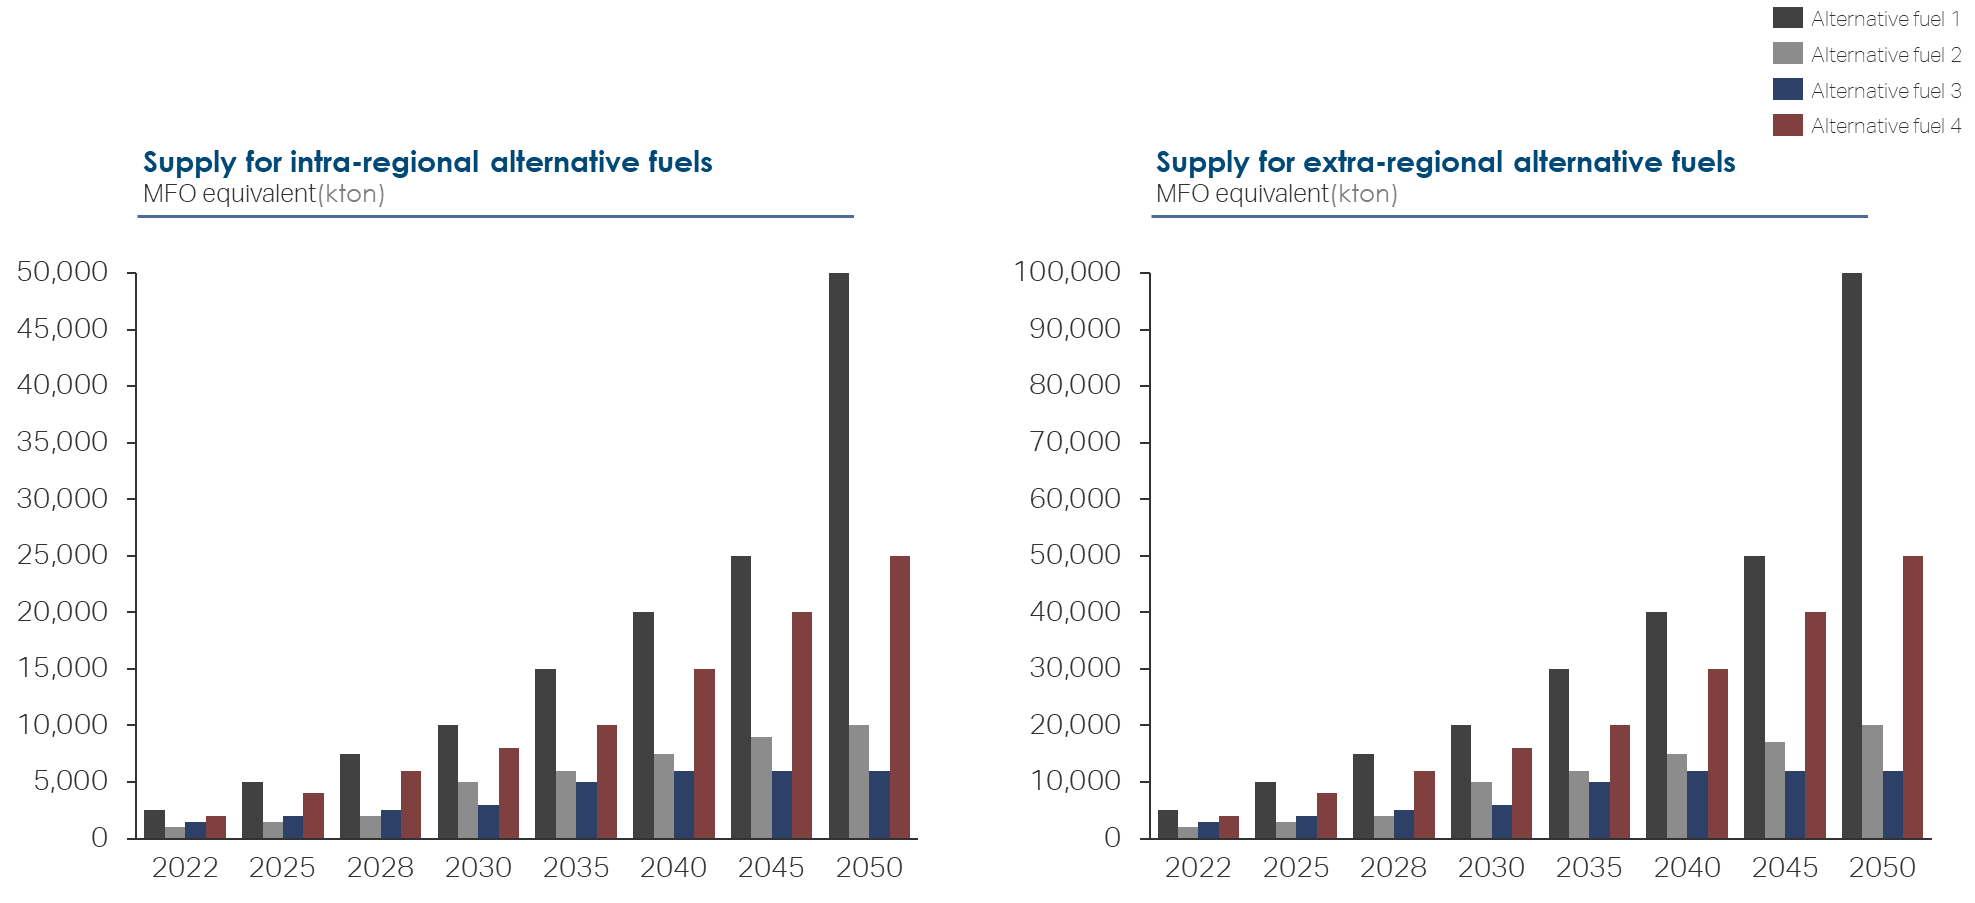 Alternative fuel 1
Alternative fuel 2
Alternative fuel 3
Alternative fuel 4
Supply for intra-regional alternative fuels
MFO equivalent(kton)
50,000
45,000
40,000
35,000
30,000
25,000
20,000
15,000
10,000
5,000
0
2022 2025 2028 2030 2035 2040 2045 2050
Supply for extra-regional alternative fuels
MFO equivalent(kton)
100,000
90,000
80,000
70,000
60,000
50,000
40,000
30,000
20,000
10,000
0
2022 2025 2028 2030 2035 2040 2045 2050